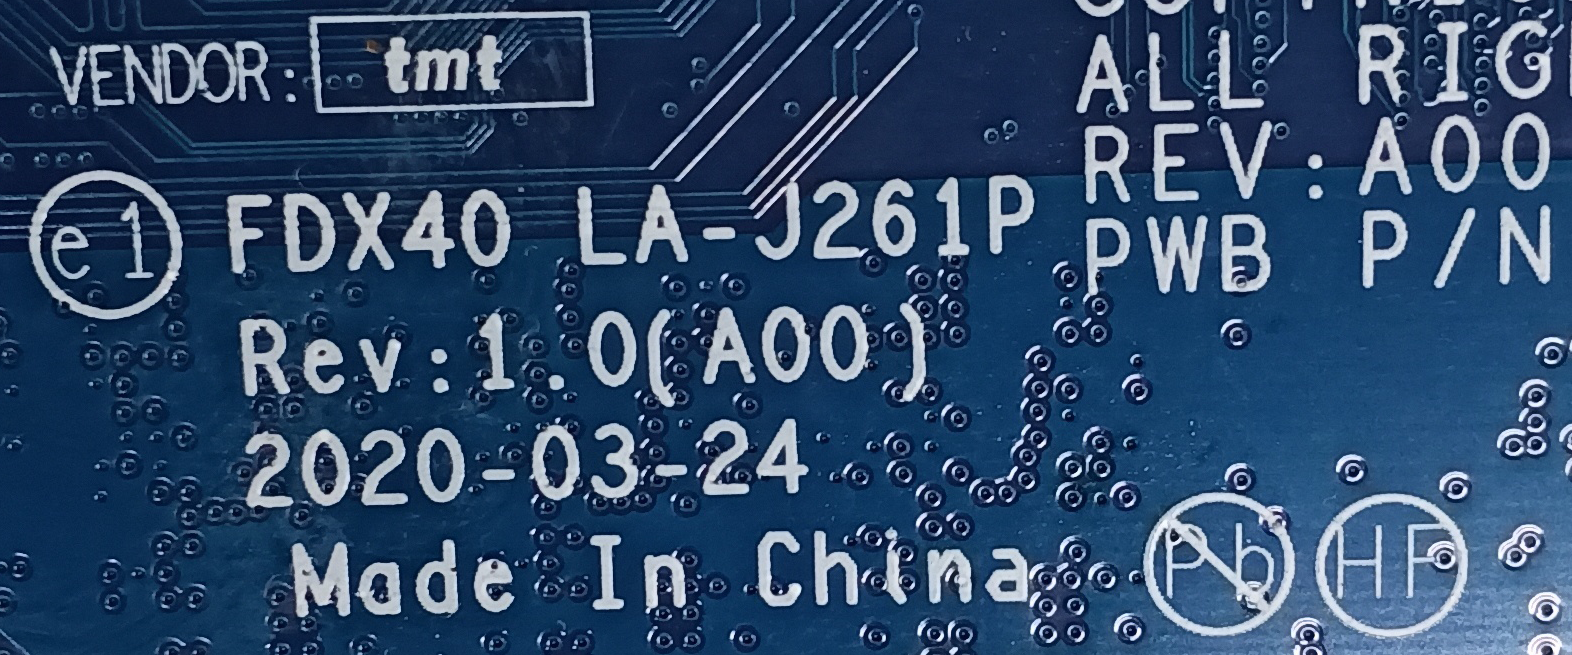 VENDOR: tmt
ALL RIG
REV: A00
PWB P/N
e1 FDX40 LA-J261P
Rev:1.0(A00)
2020-03-24
Made In China
Pb HF